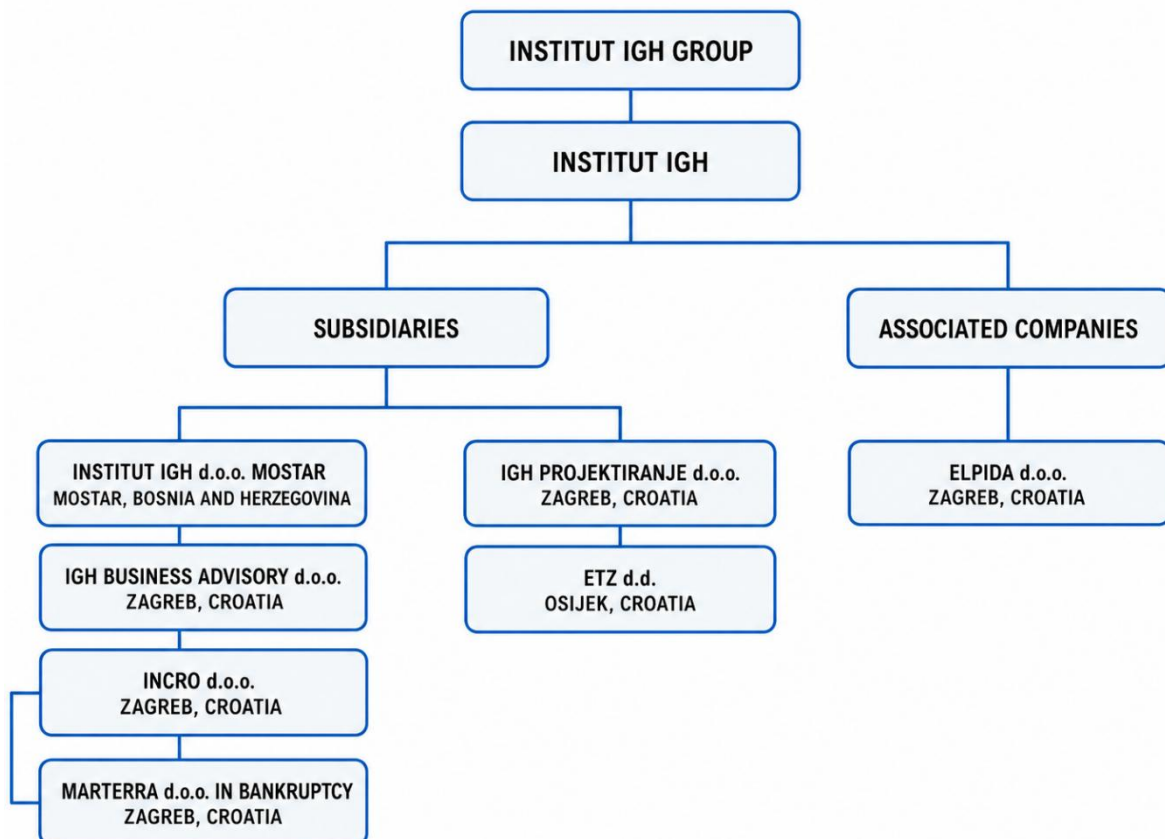 INSTITUT IGH GROUP
INSTITUT IGH
SUBSIDIARIES
ASSOCIATED COMPANIES
INSTITUT IGH d.o.o. MOSTAR
MOSTAR, BOSNIA AND HERZEGOVINA
IGH PROJEKTIRANJE d.o.o.
ZAGREB, CROATIA
ELPIDA d.o.o.
ZAGREB, CROATIA
IGH BUSINESS ADVISORY d.o.o.
ZAGREB, CROATIA
ETZ d.d.
OSIJEK, CROATIA
INCRO d.o.o.
ZAGREB, CROATIA
MARTERRA d.o.o. IN BANKRUPTCY
ZAGREB, CROATIA